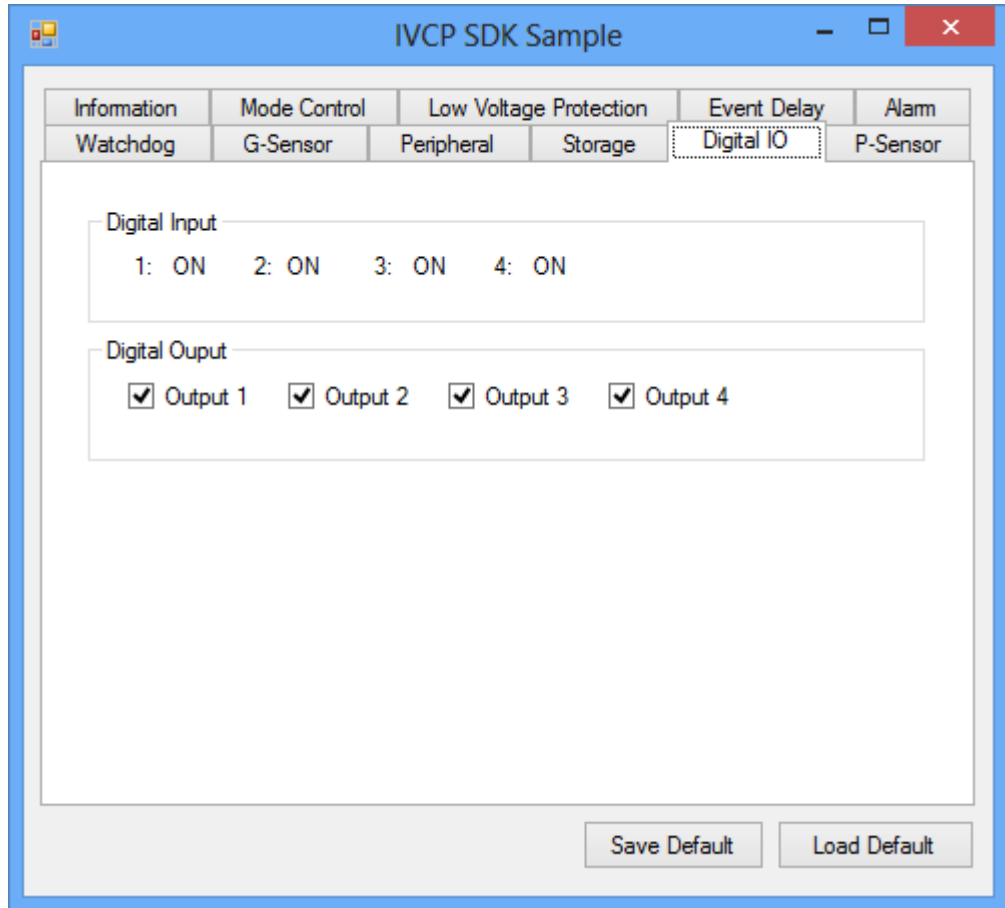 IVCP SDK Sample
Information Mode Control Low Voltage Protection Event Delay Alarm
Watchdog G-Sensor Peripheral Storage Digital IO P-Sensor
Digital Input
1: ON 2: ON 3: ON 4: ON
Digital Ouput
Output 1 Output 2 Output 3 Output 4
Save Default Load Default